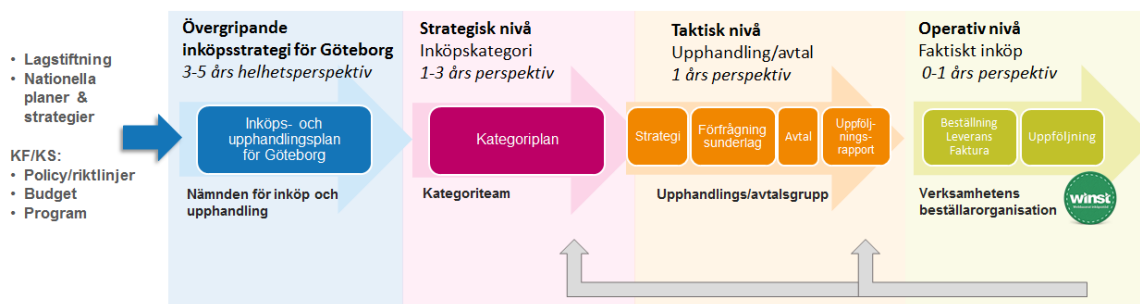 • Lagstiftning
• Nationella
planer &
strategier
KF/KS:
• Policy/riktlinjer
• Budget
• Program
Övergripande
inköpsstrategi för Göteborg
3-5 års helhetsperspektiv
Inköps- och
upphandlingsplan
för Göteborg
Nämnden för inköp och
upphandling
Strategisk nivå
Inköpskategori
1-3 års perspektiv
Kategoriplan
Kategoriteam
Taktisk nivå
Upphandling/avtal
1 års perspektiv
Strategi
Förfrågning
sunderlag
Avtal
Uppfölj-
nings-
rapport
Upphandlings/avtalsgrupp
Operativ nivå
Faktiskt inköp
0-1 års perspektiv
Beställning
Leverans
Faktura
Uppföljning
Verksamhetens
beställarorganisation
winst